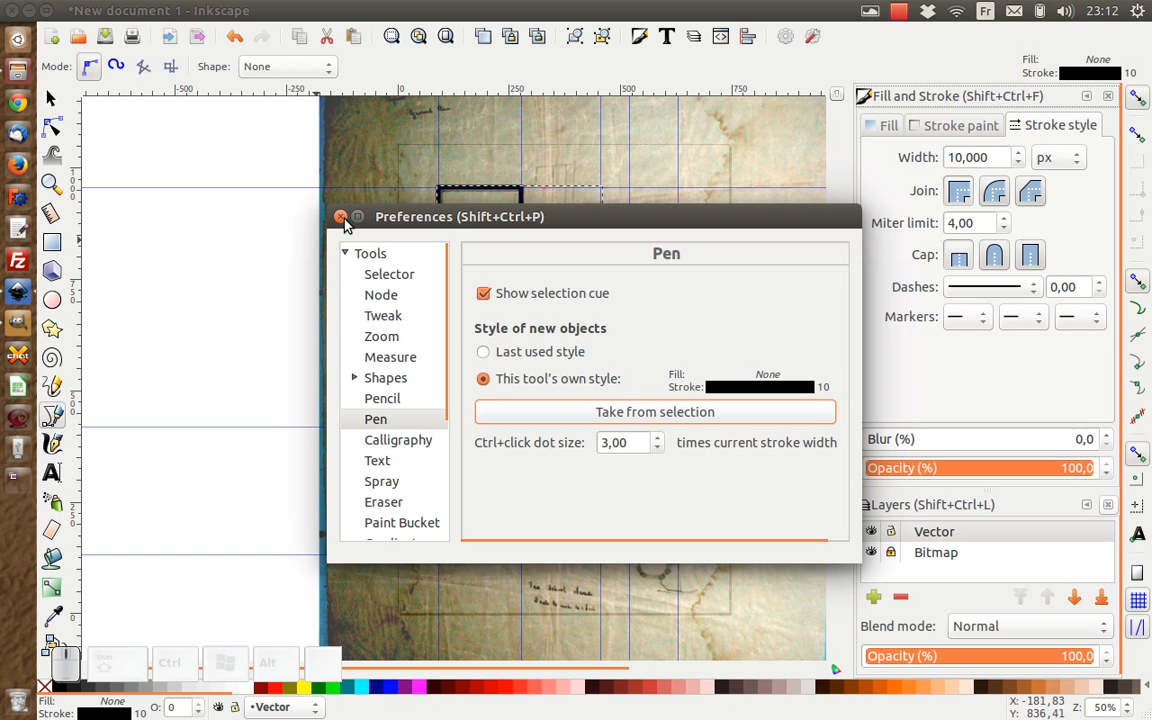 *New document 1 - Inkscape
Fr
23:12
Mode:
Shape:
None
Fill:
None
Stroke:
10
-500
-250
0
250
500
750
Fill and Stroke (Shift+Ctrl+F)
Fill
Stroke paint
Stroke style
Width:
10,000
px
Join:
Miter limit:
4,00
Cap:
Dashes:
0,00
Markers:
Preferences (Shift+Ctrl+P)
Tools
Selector
Node
Tweak
Zoom
Measure
Shapes
Pencil
Pen
Calligraphy
Text
Spray
Eraser
Paint Bucket
Pen
Show selection cue
Style of new objects
Last used style
This tool's own style:
Fill:
None
Stroke:
10
Take from selection
Ctrl+click dot size:
3,00
times current stroke width
Blur (%)
0,0
Opacity (%)
100,0
Layers (Shift+Ctrl+L)
Vector
Bitmap
Blend mode:
Normal
Opacity (%)
100,0
Shift
Ctrl
Alt
Fill:
None
Stroke:
10
O:
0
•Vector
X: -181,83
Y: 836,41
Z:
50%